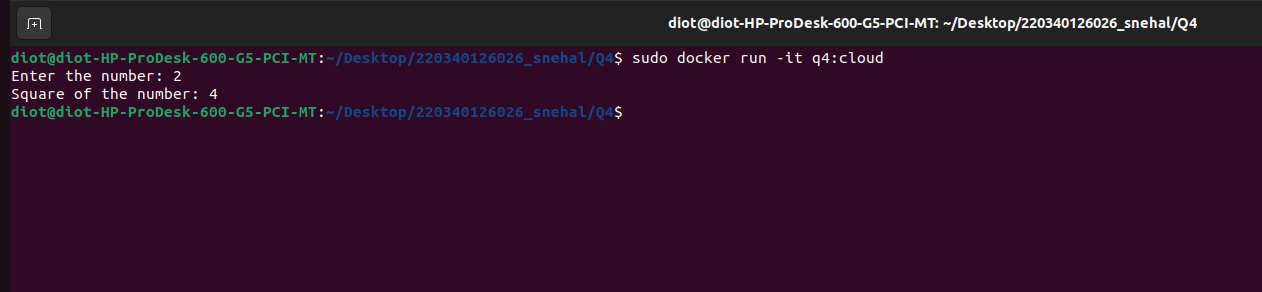 diot@diot-HP-ProDesk-600-G5-PCI-MT: ~/Desktop/220340126026_snehal/Q4
diot@diot-HP-ProDesk-600-G5-PCI-MT:~/Desktop/220340126026_snehal/Q4$ sudo docker run -it q4:cloud
Enter the number: 2
Square of the number: 4
diot@diot-HP-ProDesk-600-G5-PCI-MT:~/Desktop/220340126026_snehal/Q4$